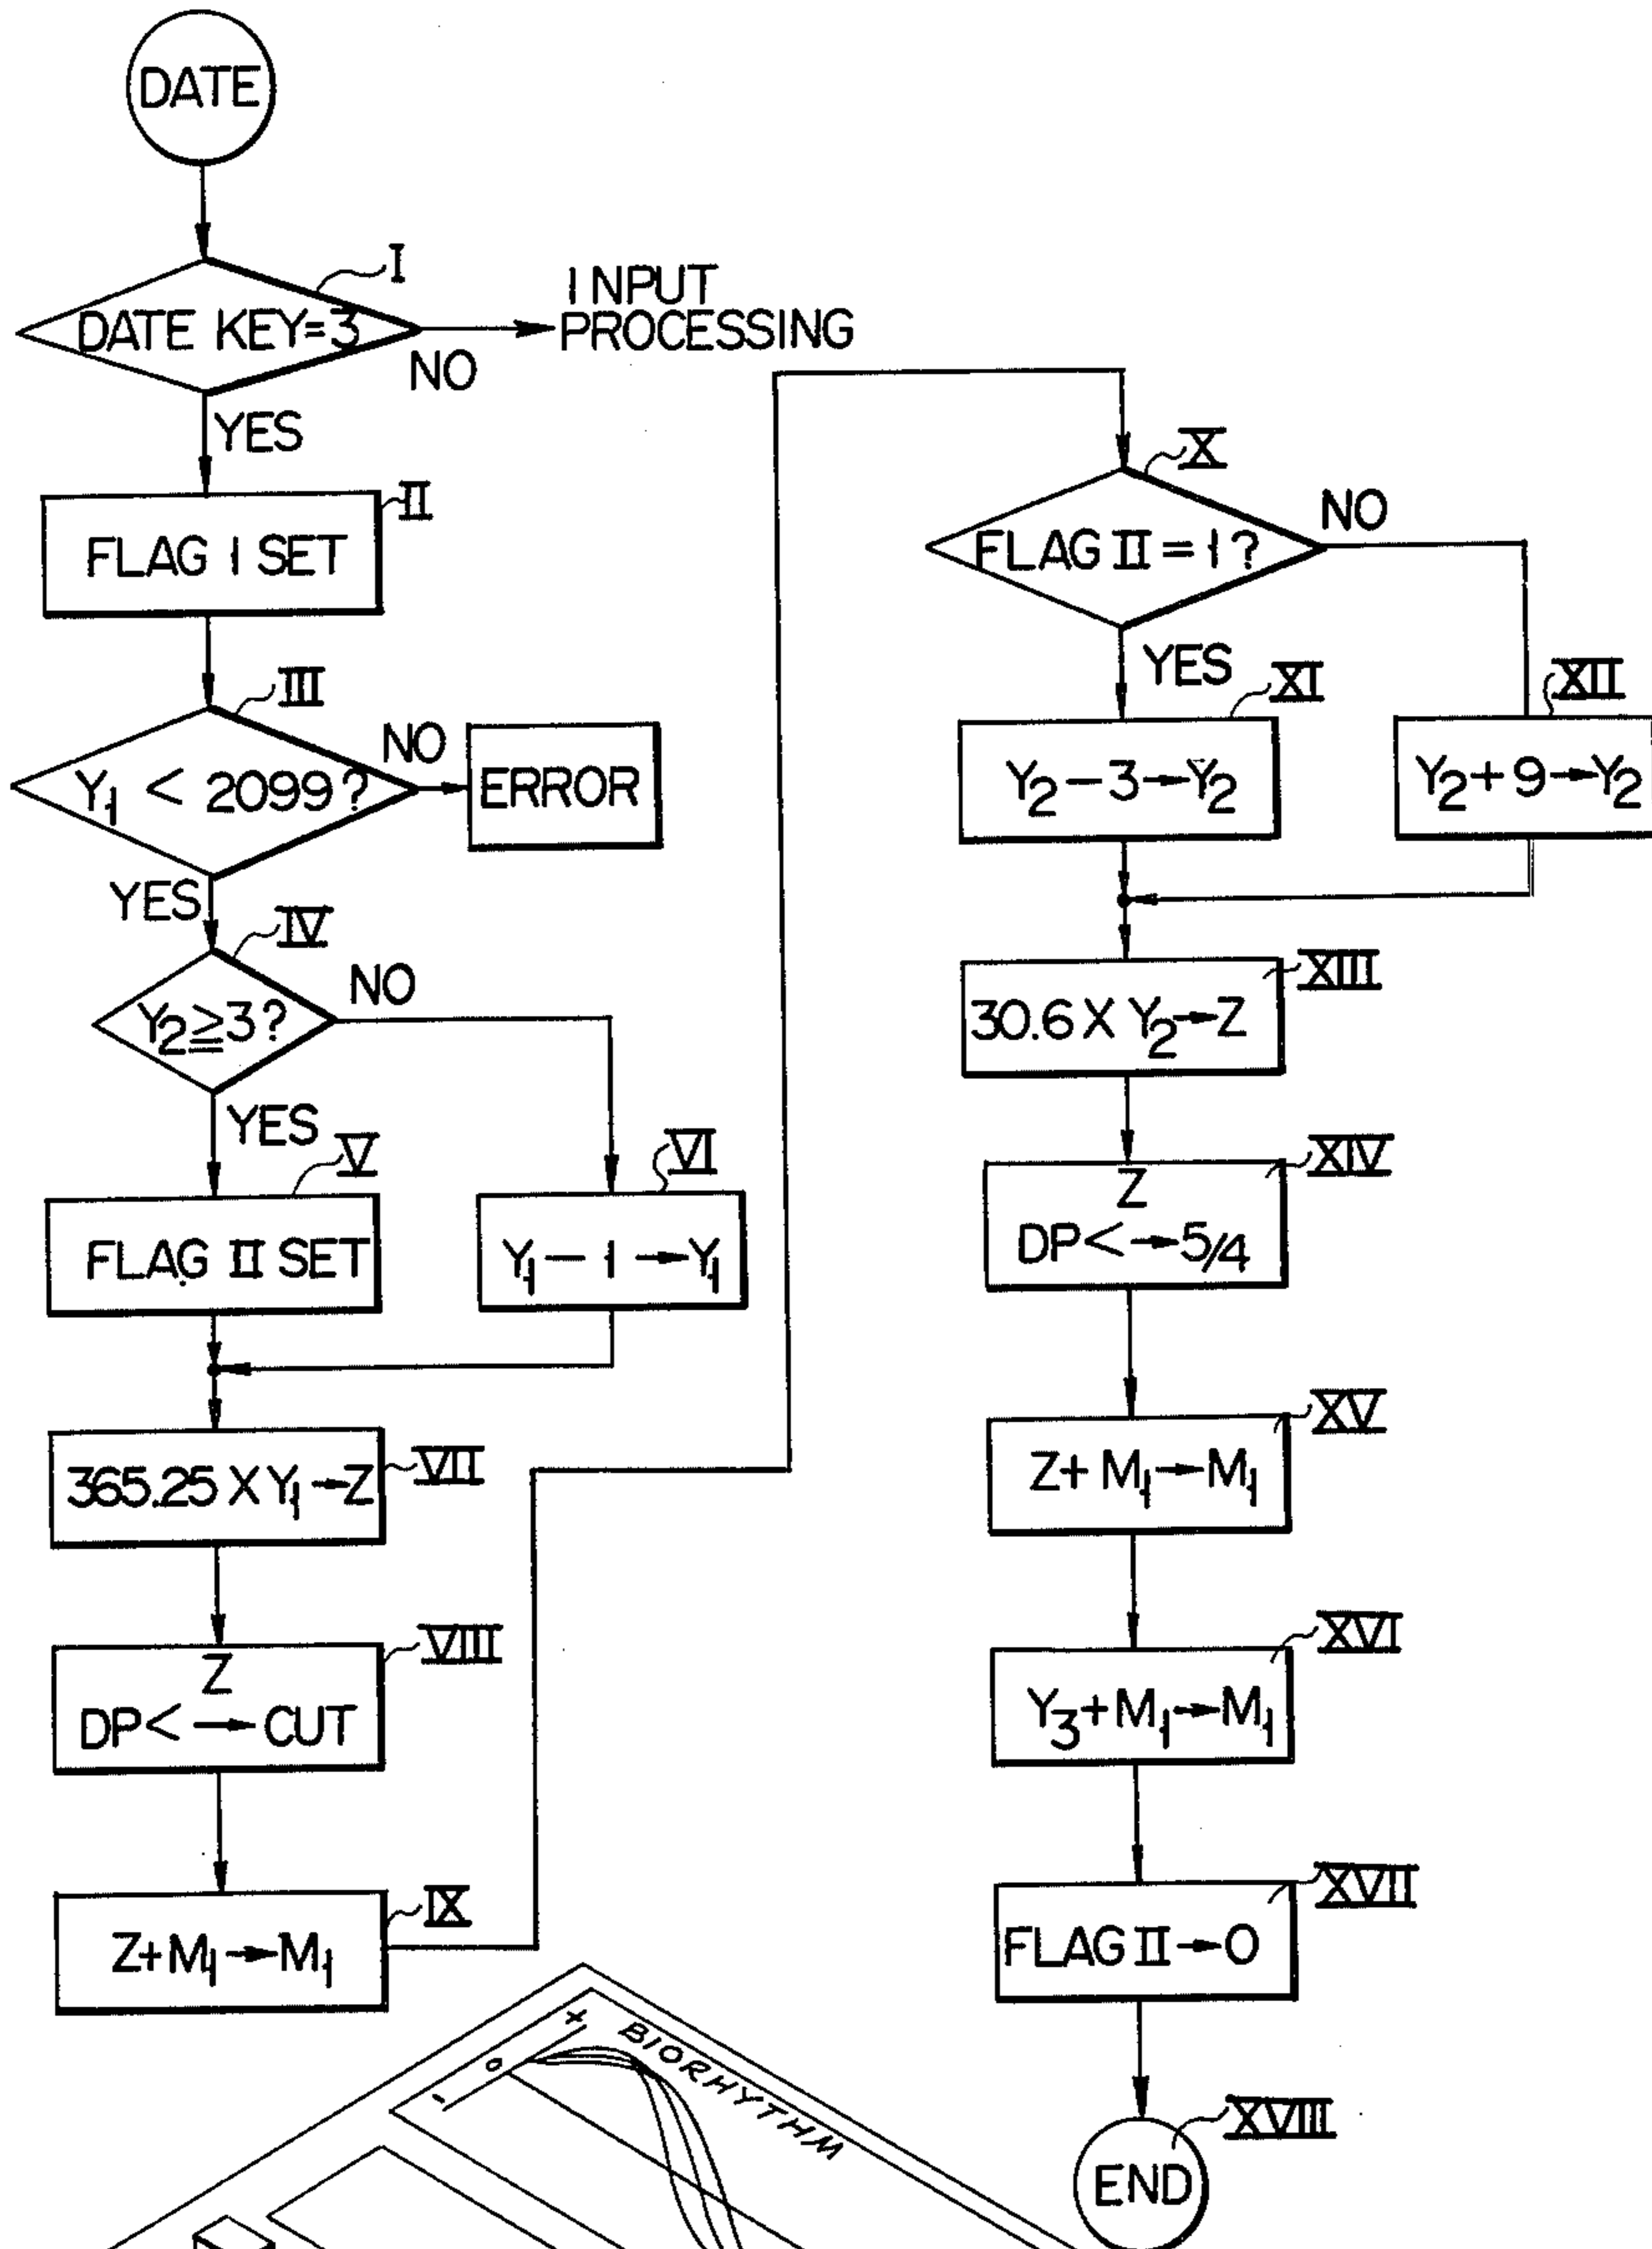 DATE
I
DATE KEY=3
NO
INPUT
PROCESSING
YES
II
FLAG I SET
III
Y1 < 2099?
NO
ERROR
YES
IV
Y2≧3?
NO
YES
V
FLAG II SET
VI
Y1 − 1 → Y1
365.25 X Y1 → Z
VII
VIII
Z
DP< → CUT
IX
Z+M1 → M1
X
FLAG II = 1?
NO
YES
XI
Y2 − 3 → Y2
XII
Y2 + 9 → Y2
XIII
30.6 X Y2 → Z
XIV
Z
DP< → 5/4
XV
Z+ M1 → M1
XVI
Y3 + M1 → M1
XVII
FLAG II → 0
XVIII
END
+ 0 -
BIORHYTHM